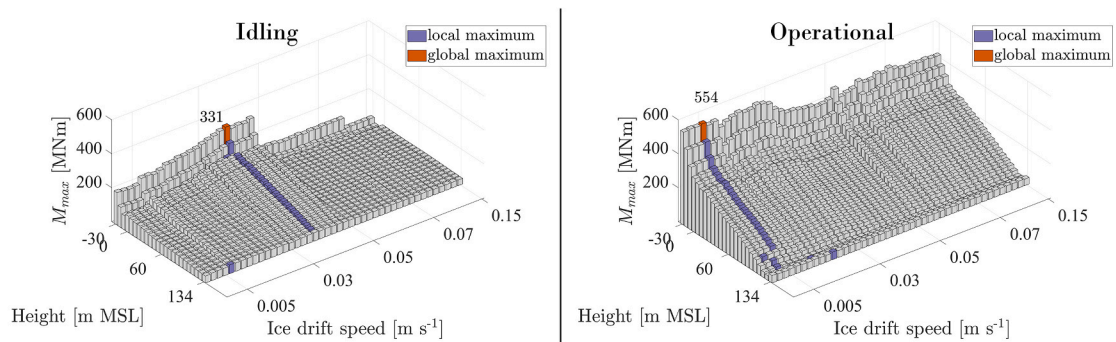 Idling
local maximum
global maximum
331
600
400
200
M_max [MNm]
-30
0
60
134
Height [m MSL]
0.005
0.03
0.05
0.07
0.15
Ice drift speed [m s⁻¹]
Operational
local maximum
global maximum
554
600
400
200
M_max [MNm]
-30
0
60
134
Height [m MSL]
0.005
0.03
0.05
0.07
0.15
Ice drift speed [m s⁻¹]